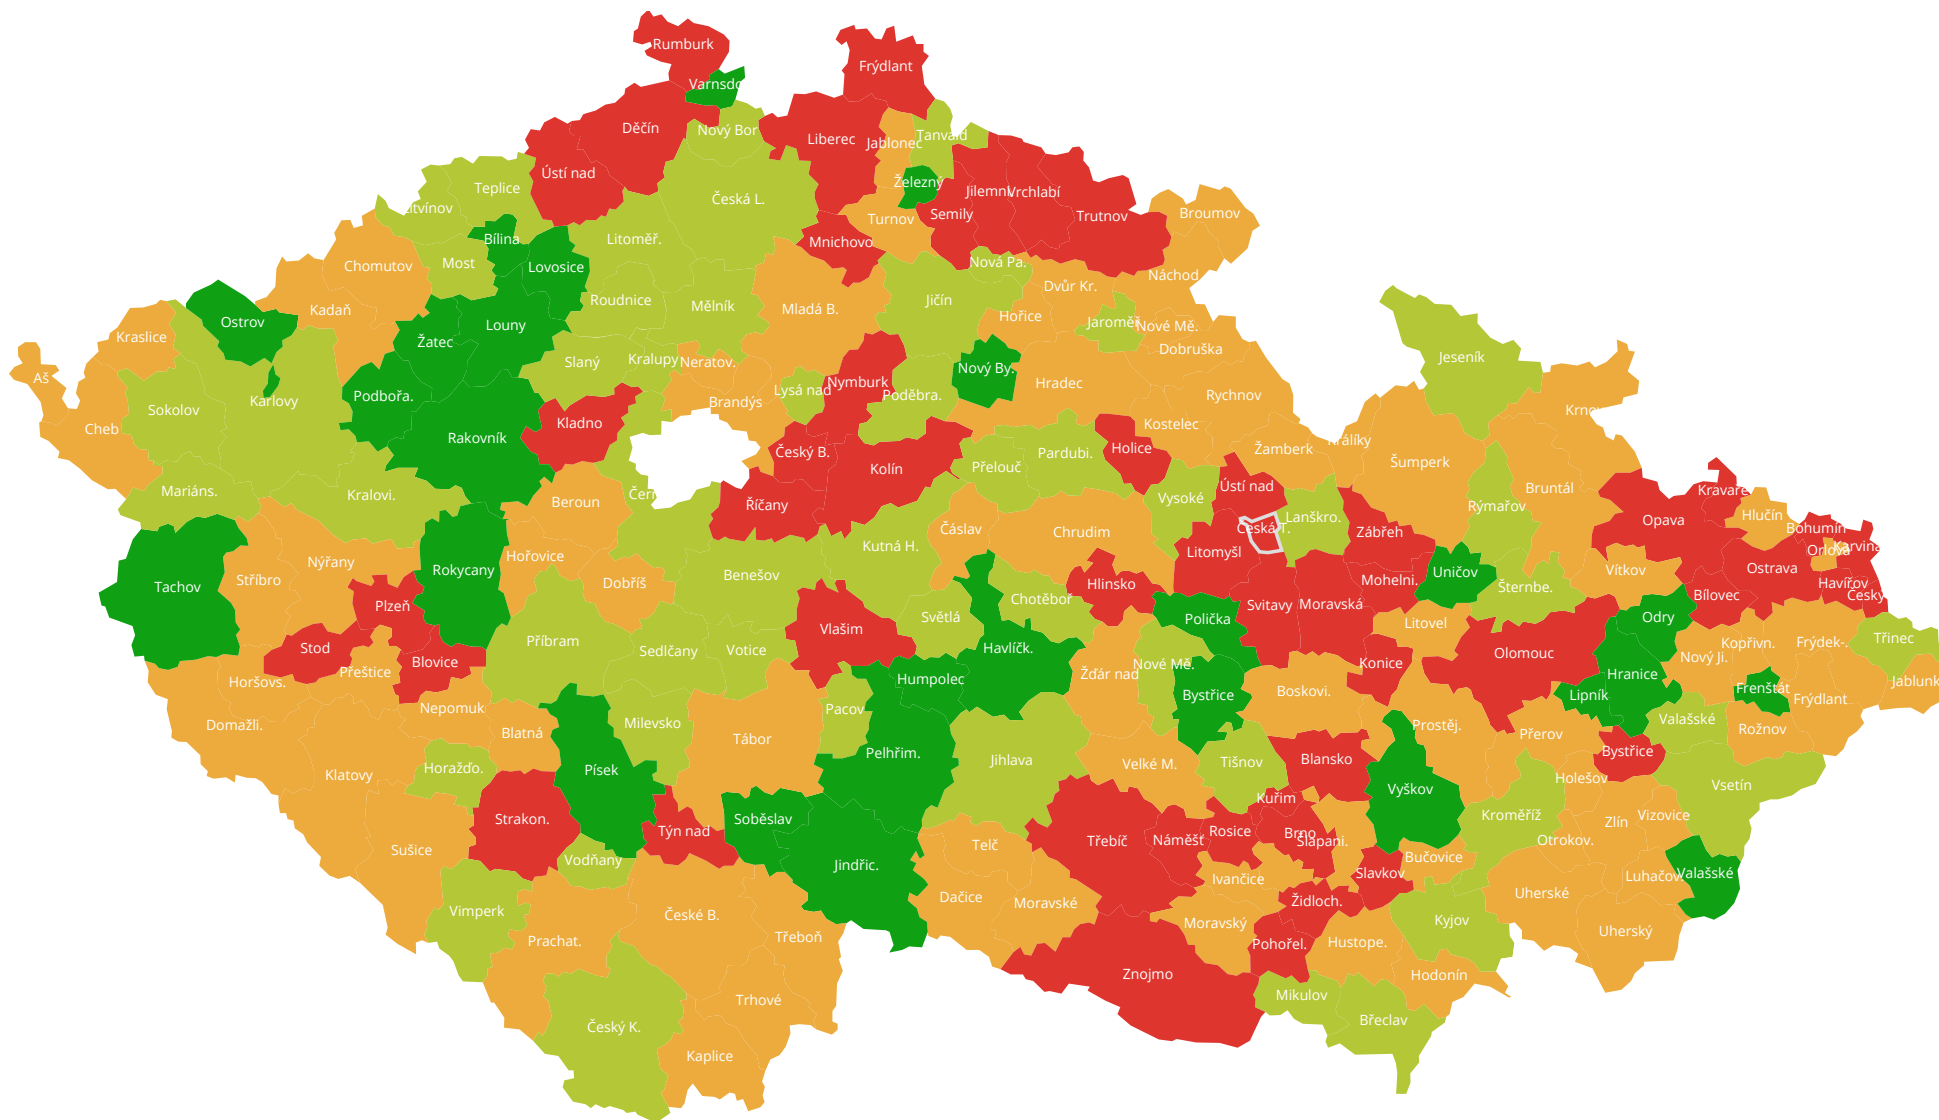 Rumburk
Frýdlant
Varnsdo
Děčín
Nový Bor
Liberec
Jablonec
Tanvald
Ústí nad
Teplice
Železný
Jilemni
Vrchlabí
Česká L.
Litvínov
Semily
Trutnov
Broumov
Turnov
Bílina
Litoměř.
Mnichovo
Most
Chomutov
Lovosice
Nová Pa.
Náchod
Dvůr Kr.
Roudnice
Mělník
Jičín
Kadaň
Mladá B.
Hořice
Ostrov
Louny
Jaroměř
Nové Mě.
Kraslice
Žatec
Dobruška
Jeseník
Slaný
Kralupy
Neratov.
Nový By.
Aš
Nymburk
Hradec
Lysá nad
Poděbra.
Rychnov
Podbořa.
Karlovy
Brandýs
Sokolov
Krnov
Kladno
Kostelec
Cheb
Rakovník
Králíky
Holice
Žamberk
Český B.
Pardubi.
Kolín
Přelouč
Šumperk
Mariáns.
Kralovi.
Čern
Ústí nad
Bruntál
Kravaře
Vysoké
Beroun
Říčany
Rýmařov
Hlučín
Lanškro.
Opava
Česká T.
Bohumín
Čáslav
Chrudim
Zábřeh
Kutná H.
Karviná
Orlová
Hořovice
Litomyšl
Nýřany
Rokycany
Ostrava
Vítkov
Uničov
Benešov
Stříbro
Mohelni.
Dobříš
Hlinsko
Havířov
Tachov
Šternbe.
Bílovec
Český
Chotěboř
Plzeň
Svitavy
Moravská
Světlá
Odry
Polička
Litovel
Vlašim
Třinec
Příbram
Kopřivn.
Frýdek-.
Stod
Havlíčk.
Sedlčany
Votice
Olomouc
Nový Ji.
Blovice
Konice
Nové Mě.
Přeštice
Žďár nad
Hranice
Humpolec
Horšovs.
Jablunk
Frenštát
Boskovi.
Bystřice
Lipník
Frýdlant
Nepomuk
Pacov
Valašské
Milevsko
Domažli.
Prostěj.
Rožnov
Blatná
Přerov
Tábor
Pelhřim.
Bystřice
Blansko
Jihlava
Tišnov
Velké M.
Horažďo.
Písek
Klatovy
Holešov
Vsetín
Vyškov
Kuřim
Kroměříž
Vizovice
Strakon.
Soběslav
Zlín
Týn nad
Rosice
Brno
Náměšť
Třebíč
Šlapani.
Otrokov.
Telč
Sušice
Bučovice
Vodňany
Jindřic.
Slavkov
Valašské
Luhačov.
Ivančice
Uherské
Dačice
Židloch.
Moravské
Vimperk
České B.
Kyjov
Moravský
Uherský
Třeboň
Prachat.
Hustope.
Pohořel.
Znojmo
Hodonín
Mikulov
Trhové
Břeclav
Český K.
Kaplice